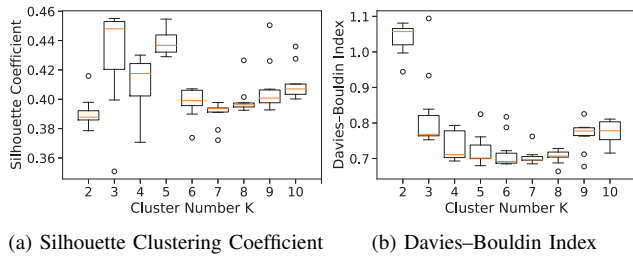 Silhouette Coefficient
0.46
0.44
0.42
0.40
0.38
0.36
2 3 4 5 6 7 8 9 10
Cluster Number K
(a) Silhouette Clustering Coefficient
Davies–Bouldin Index
1.1
1.0
0.9
0.8
0.7
2 3 4 5 6 7 8 9 10
Cluster Number K
(b) Davies–Bouldin Index